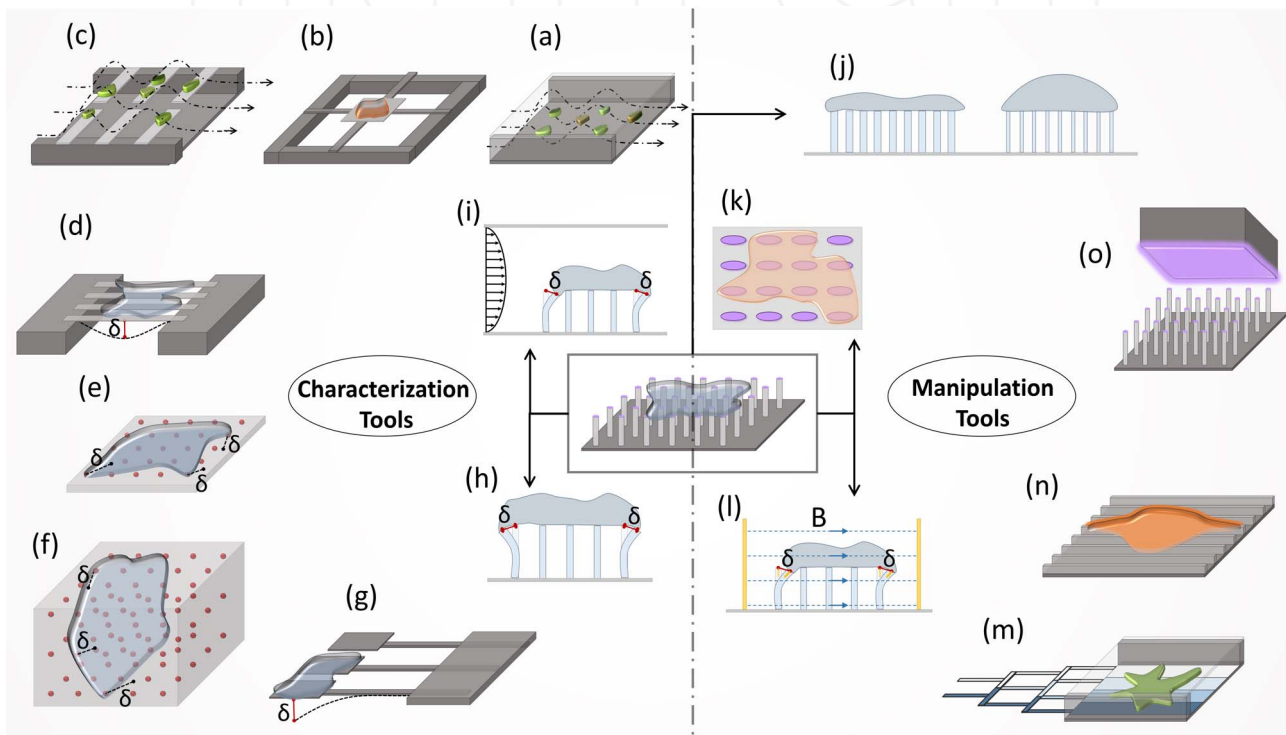 (c)
(b)
(a)
(j)
(d)
δ
(i)
δ
δ
(k)
(o)
(e)
δ
δ
δ
Characterization
Tools
Manipulation
Tools
(f)
δ
δ
δ
(h)
δ
δ
(l)
B
δ
δ
(n)
(g)
δ
(m)